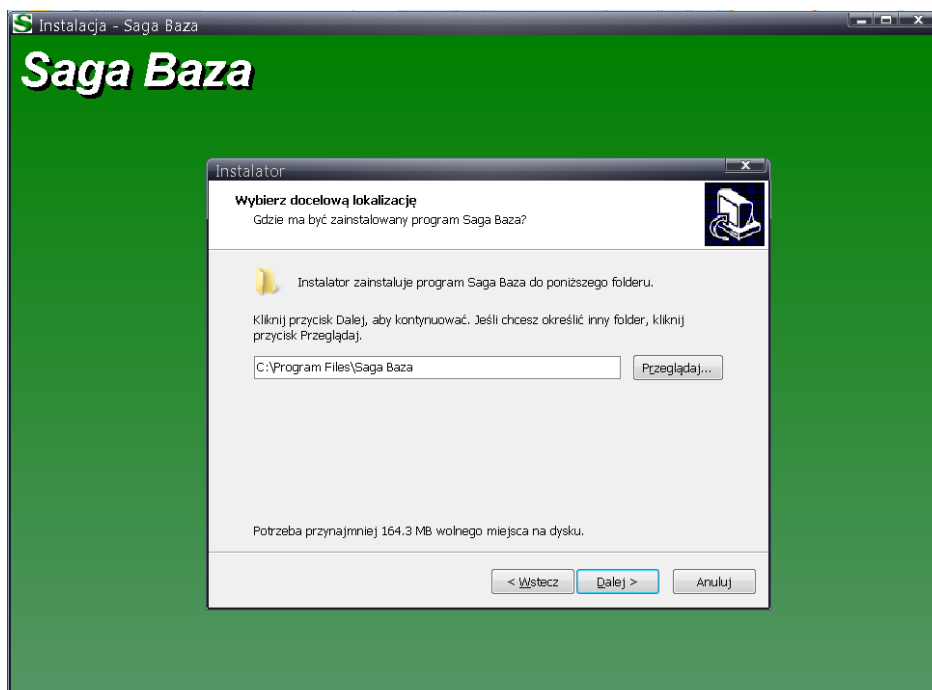 Instalacja - Saga Baza
Saga Baza
Instalator
Wybierz docelową lokalizację
Gdzie ma być zainstalowany program Saga Baza?
Instalator zainstaluje program Saga Baza do poniższego folderu.
Kliknij przycisk Dalej, aby kontynuować. Jeśli chcesz określić inny folder, kliknij
przycisk Przeglądaj.
C:\Program Files\Saga Baza
Przeglądaj...
Potrzeba przynajmniej 164.3 MB wolnego miejsca na dysku.
< Wstecz
Dalej >
Anuluj